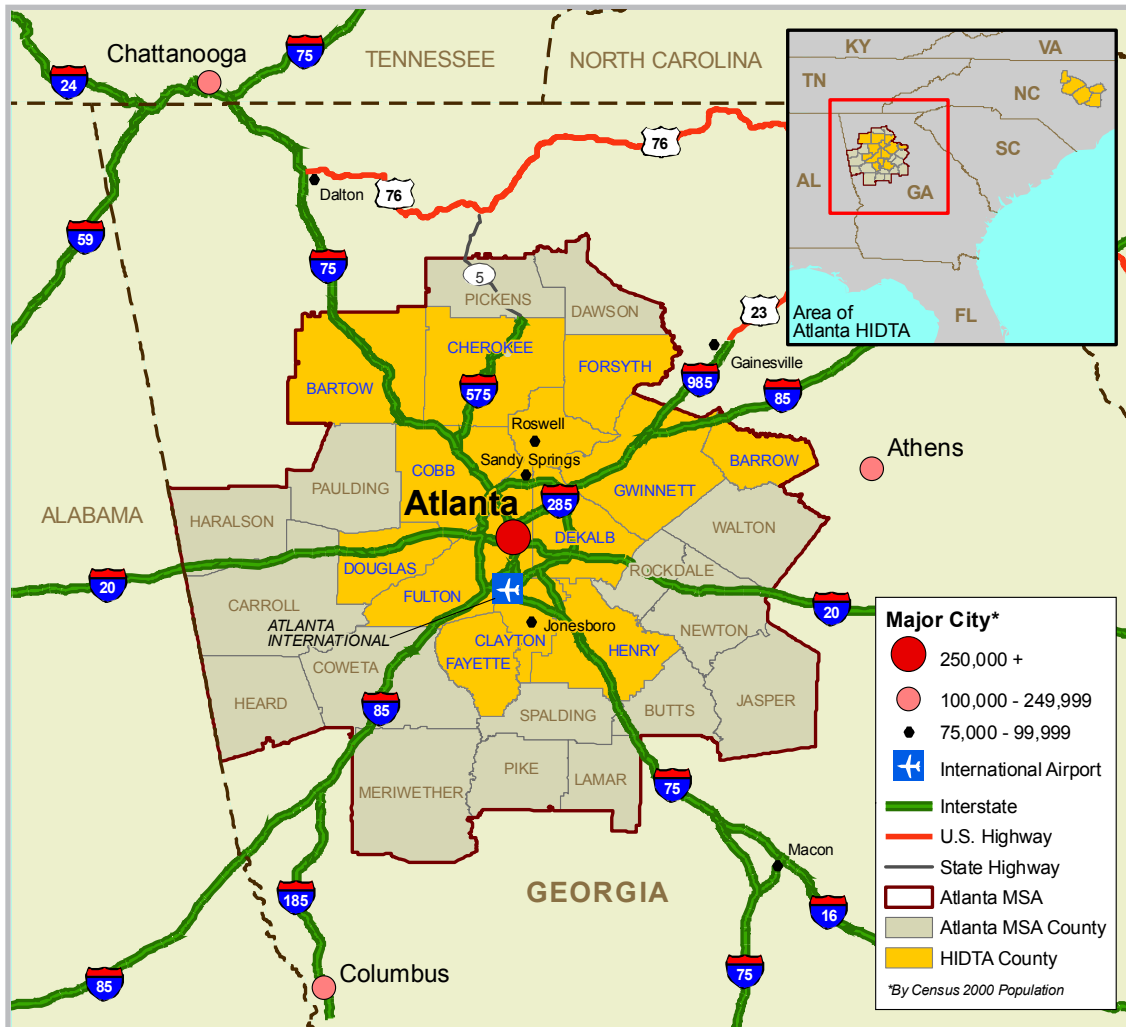 Chattanooga
TENNESSEE
NORTH CAROLINA
75
24
76
76
Dalton
59
75
5
PICKENS
DAWSON
23
Gainesville
CHEROKEE
FORSYTH
BARTOW
575
985
85
Roswell
Sandy Springs
COBB
BARROW
Athens
PAULDING
GWINNETT
Atlanta
285
ALABAMA
HARALSON
WALTON
DEKALB
20
DOUGLAS
ROCKDALE
FULTON
20
CARROLL
ATLANTA
INTERNATIONAL
Jonesboro
NEWTON
CLAYTON
HENRY
FAYETTE
COWETA
HEARD
85
JASPER
BUTTS
SPALDING
PIKE
LAMAR
MERIWETHER
75
Macon
GEORGIA
185
16
75
85
Columbus
KY
VA
TN
NC
SC
AL
GA
FL
Area of
Atlanta HIDTA
Major City*
250,000 +
100,000 - 249,999
75,000 - 99,999
International Airport
Interstate
U.S. Highway
State Highway
Atlanta MSA
Atlanta MSA County
HIDTA County
*By Census 2000 Population